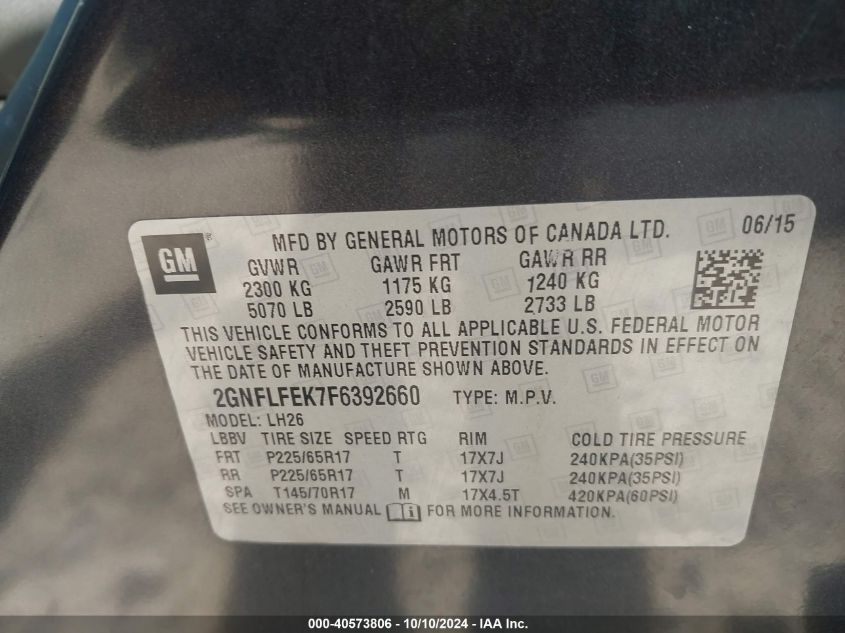 GM ®
MFD BY GENERAL MOTORS OF CANADA LTD. 06/15
GVWR GAWR FRT GAWR RR
2300 KG 1175 KG 1240 KG
5070 LB 2590 LB 2733 LB
THIS VEHICLE CONFORMS TO ALL APPLICABLE U.S. FEDERAL MOTOR
VEHICLE SAFETY AND THEFT PREVENTION STANDARDS IN EFFECT ON
THE DATE OF MANUFACTURE SHOWN ABOVE.
2GNFLFEK7F6392660 TYPE: M.P.V.
MODEL: LH26
LBBV TIRE SIZE SPEED RTG RIM COLD TIRE PRESSURE
FRT P225/65R17 T 17X7J 240KPA(35PSI)
RR P225/65R17 T 17X7J 240KPA(35PSI)
SPA T145/70R17 M 17X4.5T 420KPA(60PSI)
SEE OWNER'S MANUAL FOR MORE INFORMATION.
000-40573806 - 10/10/2024 - IAA Inc.